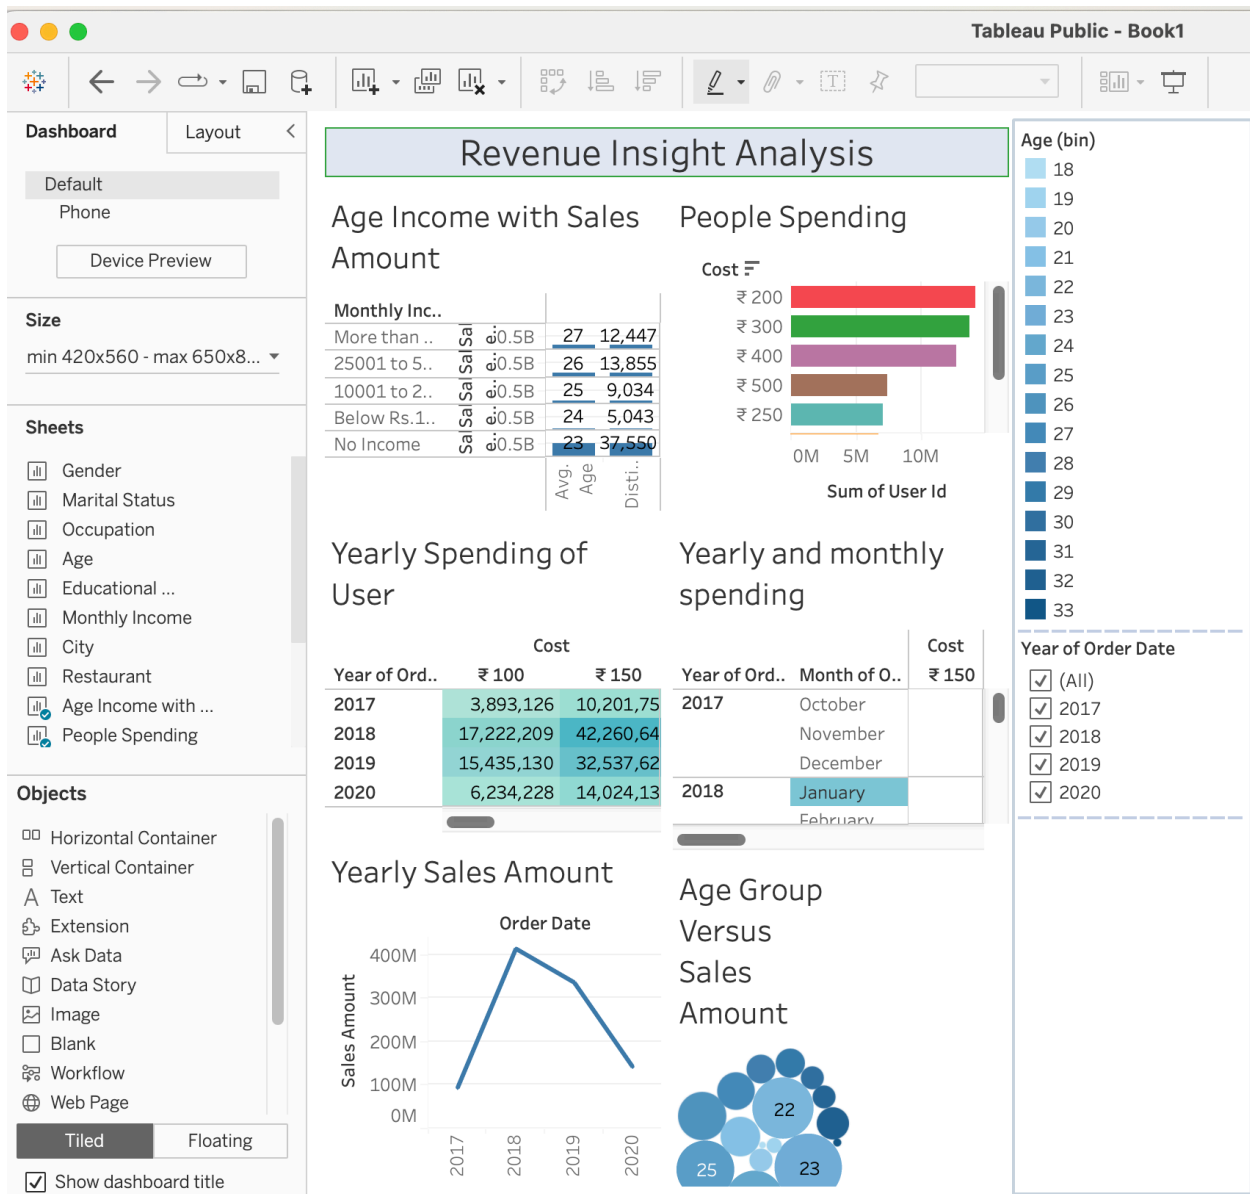 Tableau Public - Book1
Dashboard
Layout
Default
Phone
Device Preview
Size
min 420x560 - max 650x8...
Sheets
Gender
Marital Status
Occupation
Age
Educational ...
Monthly Income
City
Restaurant
Age Income with ...
People Spending
Objects
Horizontal Container
Vertical Container
A Text
Extension
Ask Data
Data Story
Image
Blank
Workflow
Web Page
Tiled
Floating
Show dashboard title
Revenue Insight Analysis
Age Income with Sales
Amount
Monthly Inc..
More than .. Sal e.. 0.5B 27 12,447
25001 to 5.. Sal e.. 0.5B 26 13,855
10001 to 2.. Sal e.. 0.5B 25 9,034
Below Rs.1.. Sal e.. 0.5B 24 5,043
No Income Sal e.. 0.5B 23 37,550
Avg.
Age
Disti..
People Spending
Cost
₹ 200
₹ 300
₹ 400
₹ 500
₹ 250
0M 5M 10M
Sum of User Id
Yearly Spending of
User
Cost
Year of Ord.. ₹ 100 ₹ 150
2017 3,893,126 10,201,75
2018 17,222,209 42,260,64
2019 15,435,130 32,537,62
2020 6,234,228 14,024,13
Yearly and monthly
spending
Cost
Year of Ord.. Month of O.. ₹ 150
2017 October
November
December
2018 January
February
Yearly Sales Amount
Order Date
Sales Amount
400M
300M
200M
100M
0M
2017 2018 2019 2020
Age Group
Versus
Sales
Amount
22
25
23
Age (bin)
18
19
20
21
22
23
24
25
26
27
28
29
30
31
32
33
Year of Order Date
(All)
2017
2018
2019
2020